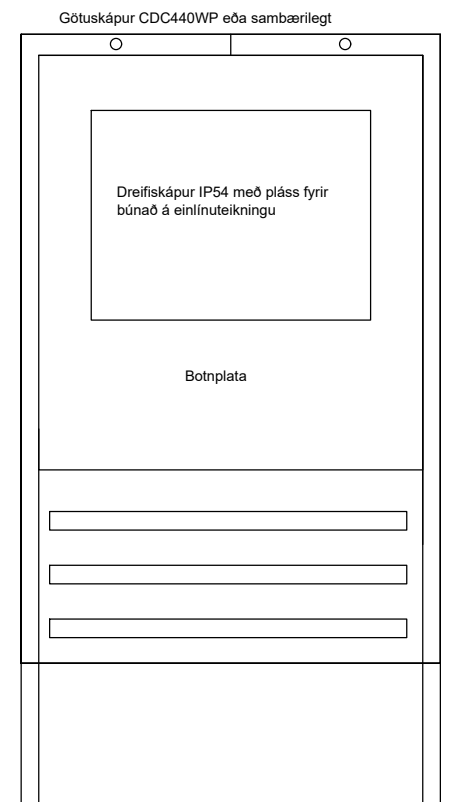 Götuskápur CDC440WP eða sambærilegt
Dreifiskápur IP54 með pláss fyrir
búnað á einlínuteikningu
Botnplata